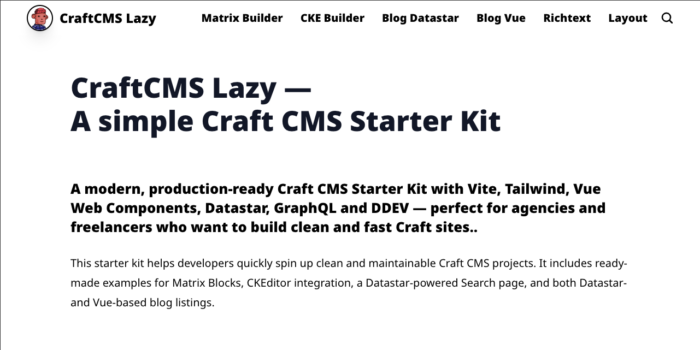 CraftCMS Lazy
Matrix Builder
CKE Builder
Blog Datastar
Blog Vue
Richtext
Layout
CraftCMS Lazy —
A simple Craft CMS Starter Kit
A modern, production-ready Craft CMS Starter Kit with Vite, Tailwind, Vue
Web Components, Datastar, GraphQL and DDEV — perfect for agencies and
freelancers who want to build clean and fast Craft sites..
This starter kit helps developers quickly spin up clean and maintainable Craft CMS projects. It includes ready-
made examples for Matrix Blocks, CKEditor integration, a Datastar-powered Search page, and both Datastar-
and Vue-based blog listings.